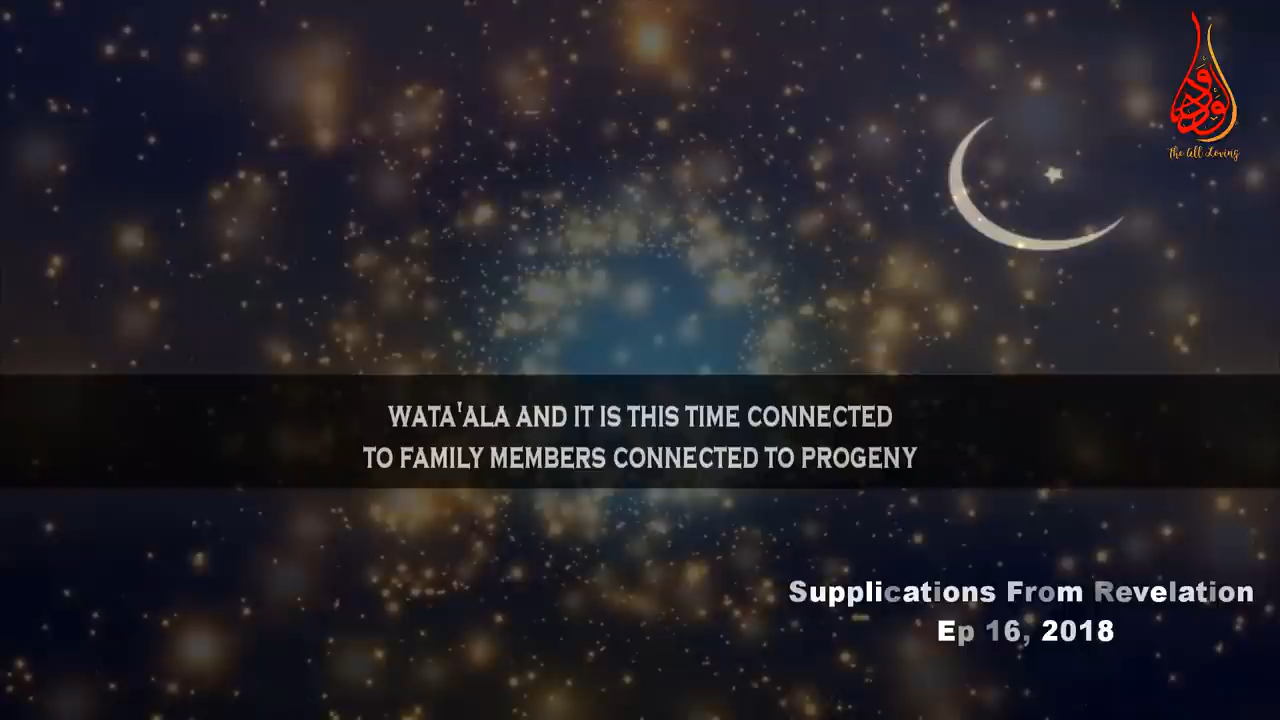 The All Loving
WATA'ALA AND IT IS THIS TIME CONNECTED
TO FAMILY MEMBERS CONNECTED TO PROGENY
Supplications From Revelation
Ep 16, 2018